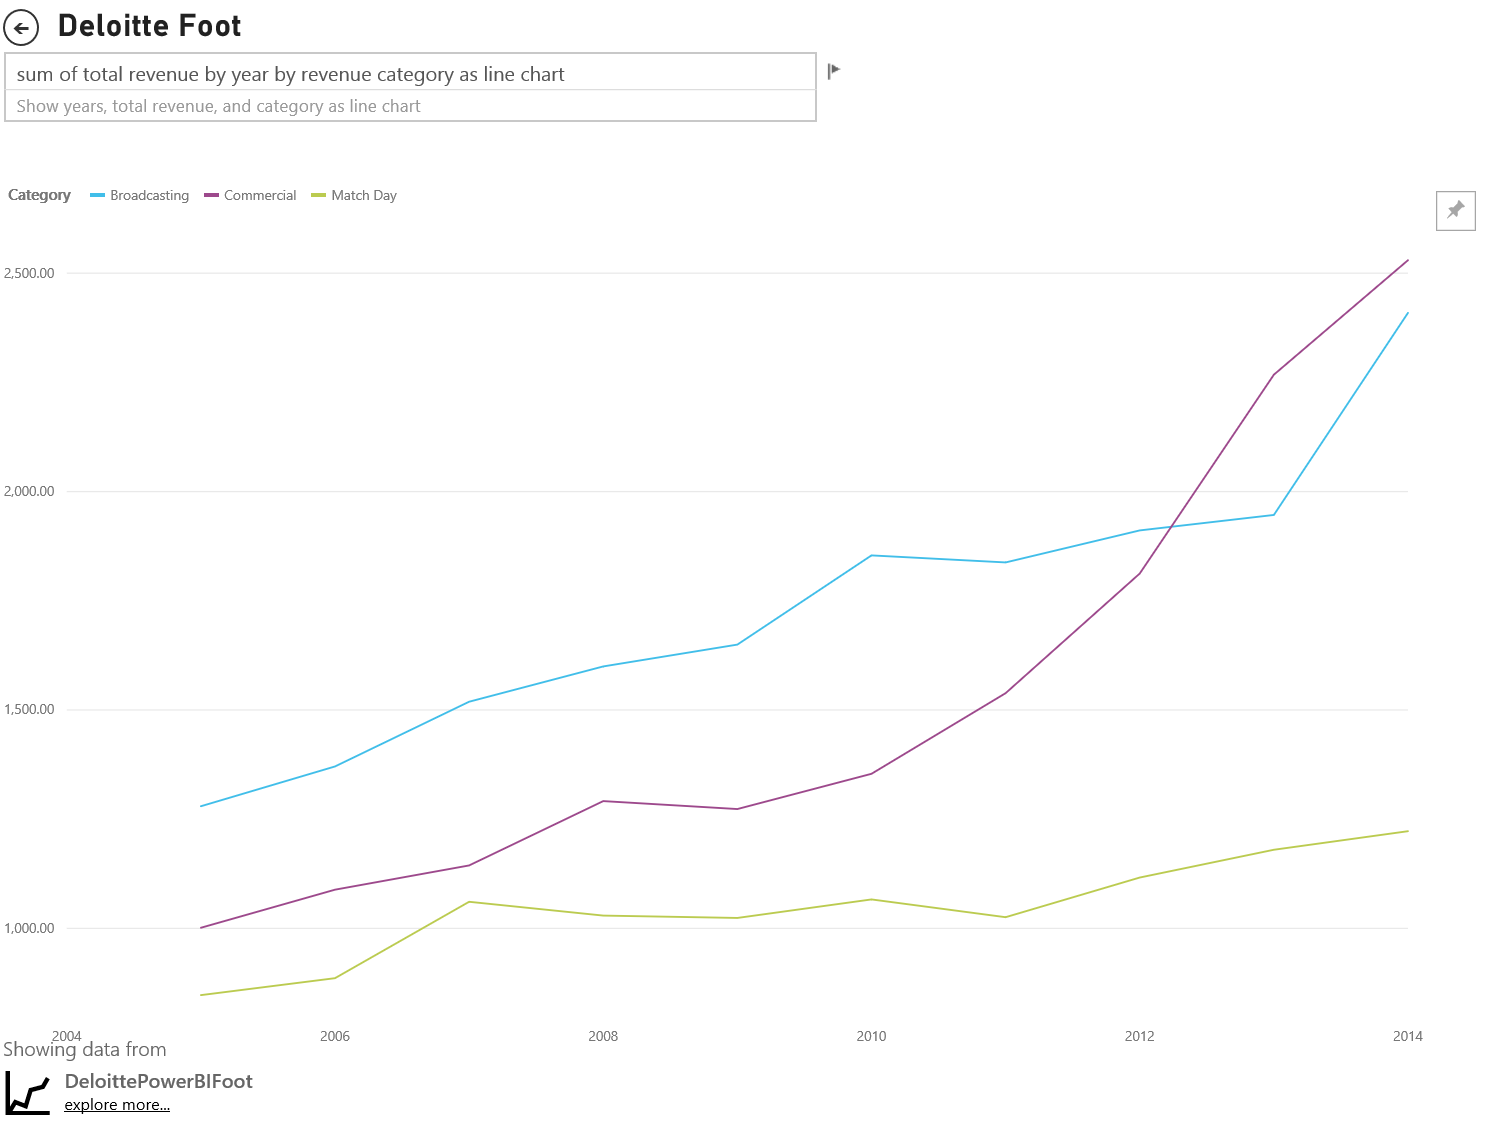 Deloitte Foot
sum of total revenue by year by revenue category as line chart
Show years, total revenue, and category as line chart
Category Broadcasting Commercial Match Day
2,500.00
2,000.00
1,500.00
1,000.00
2004 2006 2008 2010 2012 2014
Showing data from
DeloittePowerBIFoot
explore more...